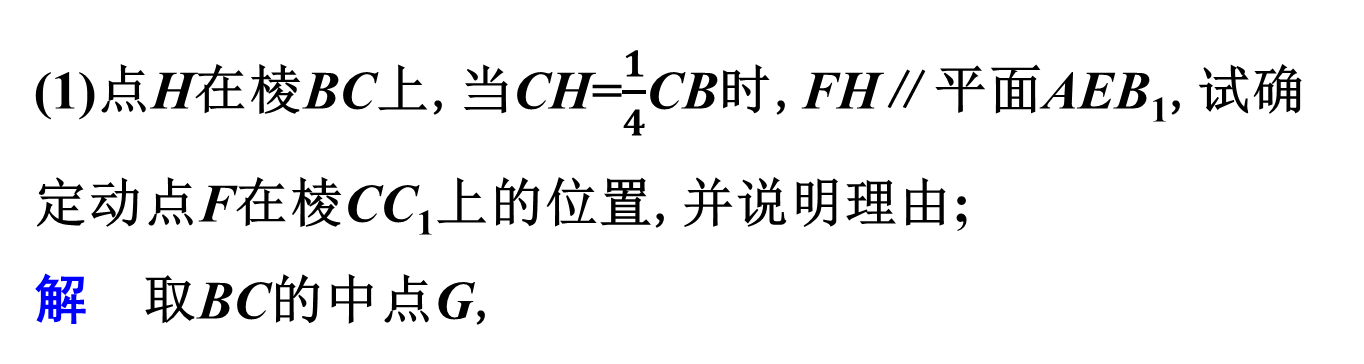 (1)点H在棱BC上,当CH=\frac{1}{4}CB时,FH∥平面AEB₁,试确
定动点F在棱CC₁上的位置,并说明理由;
解 取BC的中点G,